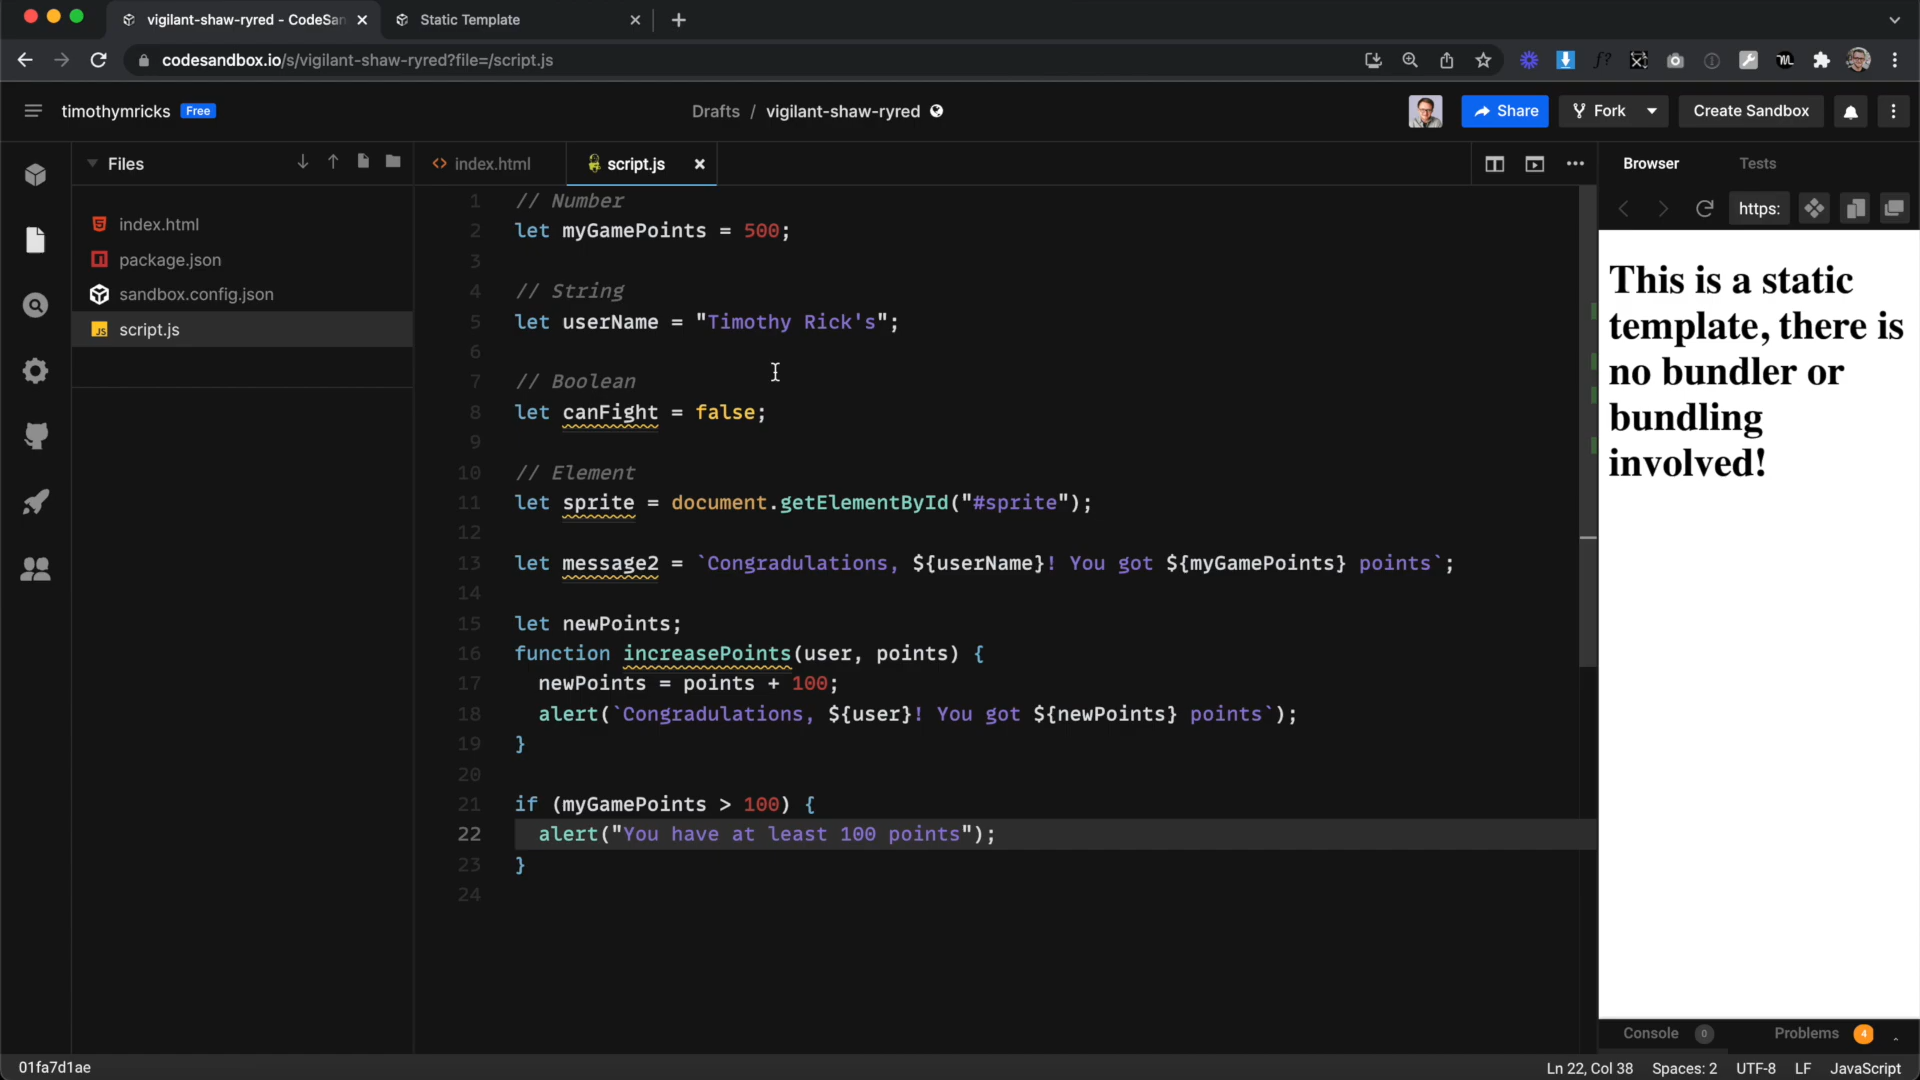 vigilant-shaw-ryred - CodeSan
Static Template
codesandbox.io/s/vigilant-shaw-ryred?file=/script.js
timothymricks Free
Drafts / vigilant-shaw-ryred
Share
Fork
Create Sandbox
Files
index.html
package.json
sandbox.config.json
script.js
index.html
script.js
1 // Number
2 let myGamePoints = 500;
3
4 // String
5 let userName = "Timothy Rick's";
6
7 // Boolean
8 let canFight = false;
9
10 // Element
11 let sprite = document.getElementById("#sprite");
12
13 let message2 = `Congradulations, ${userName}! You got ${myGamePoints} points`;
14
15 let newPoints;
16 function increasePoints(user, points) {
17 newPoints = points + 100;
18 alert(`Congradulations, ${user}! You got ${newPoints} points`);
19 }
20
21 if (myGamePoints > 100) {
22 alert("You have at least 100 points");
23 }
24
Browser
Tests
https:
This is a static
template, there is
no bundler or
bundling
involved!
Console 0
Problems 4
01fa7d1ae
Ln 22, Col 38 Spaces: 2 UTF-8 LF JavaScript